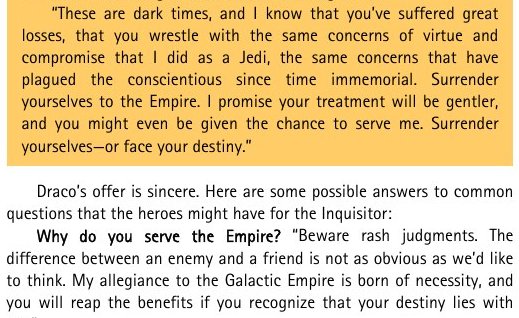 "These are dark times, and I know that you've suffered great
losses, that you wrestle with the same concerns of virtue and
compromise that I did as a Jedi, the same concerns that have
plagued the conscientious since time immemorial. Surrender
yourselves to the Empire. I promise your treatment will be gentler,
and you might even be given the chance to serve me. Surrender
yourselves—or face your destiny."
Draco's offer is sincere. Here are some possible answers to common
questions that the heroes might have for the Inquisitor:
Why do you serve the Empire? "Beware rash judgments. The
difference between an enemy and a friend is not as obvious as we'd like
to think. My allegiance to the Galactic Empire is born of necessity, and
you will reap the benefits if you recognize that your destiny lies with